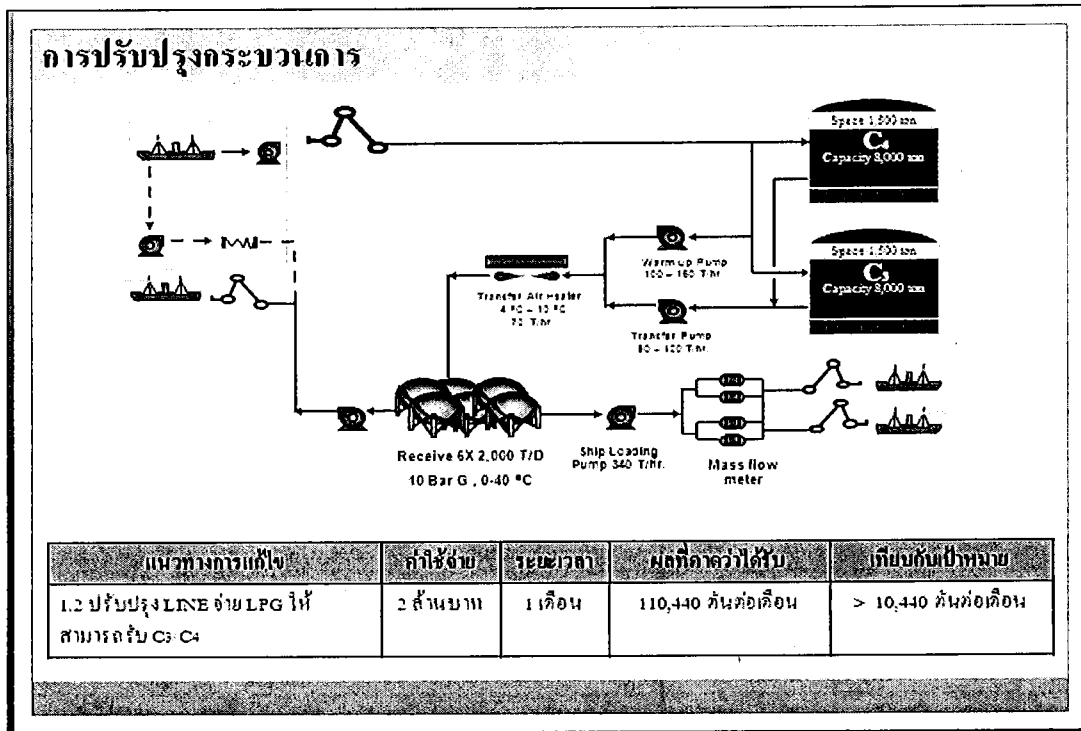 การปรับปรุงกระบวนการ
Space 1,500 ton
C4
Capacity 8,000 ton
Space 1,500 ton
C3
Capacity 8,000 ton
Warm up Pump
100 – 160 T/hr
Transfer Air Heater
4 ºC – 10 ºC
70 T/hr
Transfer Pump
80 – 120 T/hr.
Receive 6X 2,000 T/D
10 Bar G , 0-40 ºC
Ship Loading
Pump 340 T/hr.
Mass flow
meter
แนวทางการแก้ไข ค่าใช้จ่าย ระยะเวลา ผลที่คาดว่าได้รับ เทียบกับเป้าหมาย
1.2 ปรับปรุง LINE จ่าย LPG ให้ 2 ล้านบาท 1 เดือน 110,440 ตันต่อเดือน > 10,440 ตันต่อเดือน
สามารถรับ C3 C4